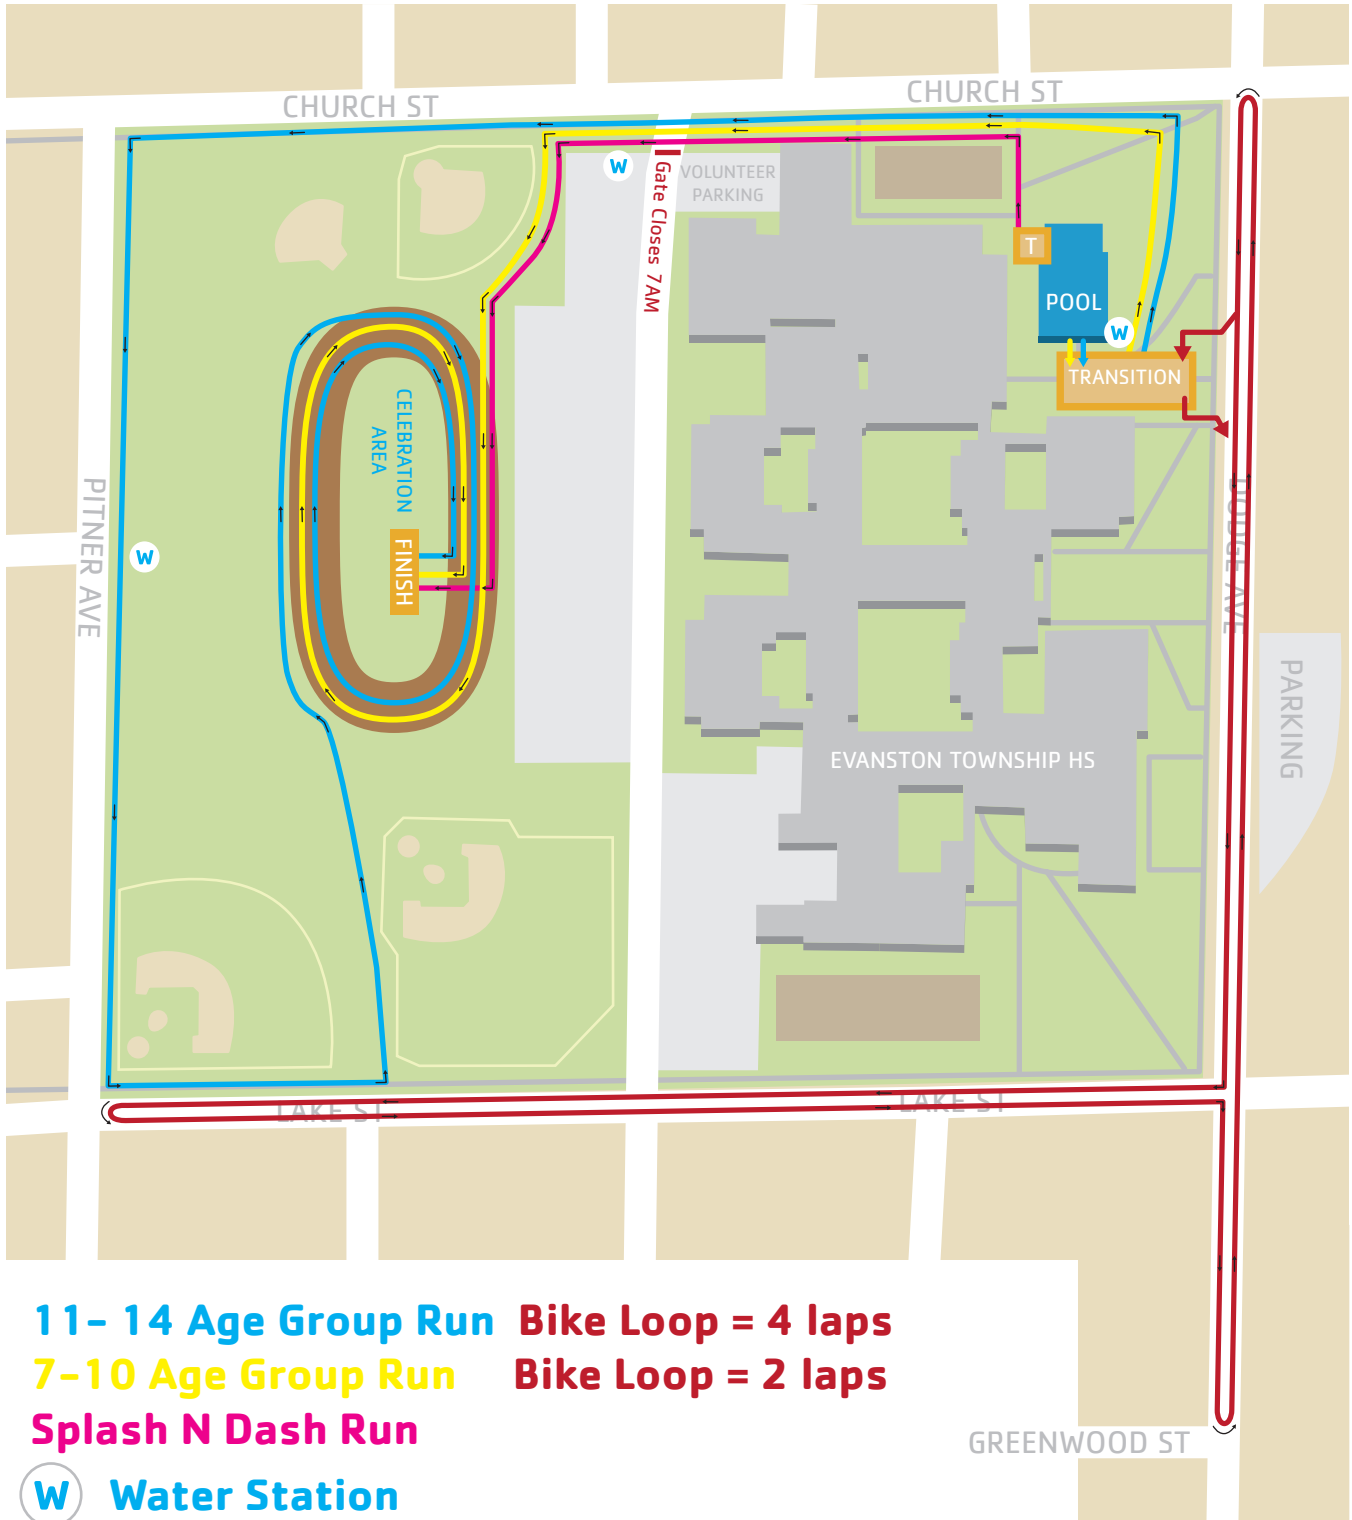 CHURCH ST
CHURCH ST
W
VOLUNTEER
PARKING
Gate Closes 7AM
T
POOL
W
TRANSITION
CELEBRATION
AREA
FINISH
PITNER AVE
W
DODGE AVE
PARKING
EVANSTON TOWNSHIP HS
LAKE ST
LAKE ST
11– 14 Age Group Run Bike Loop = 4 laps
7–10 Age Group Run Bike Loop = 2 laps
Splash N Dash Run
GREENWOOD ST
W Water Station